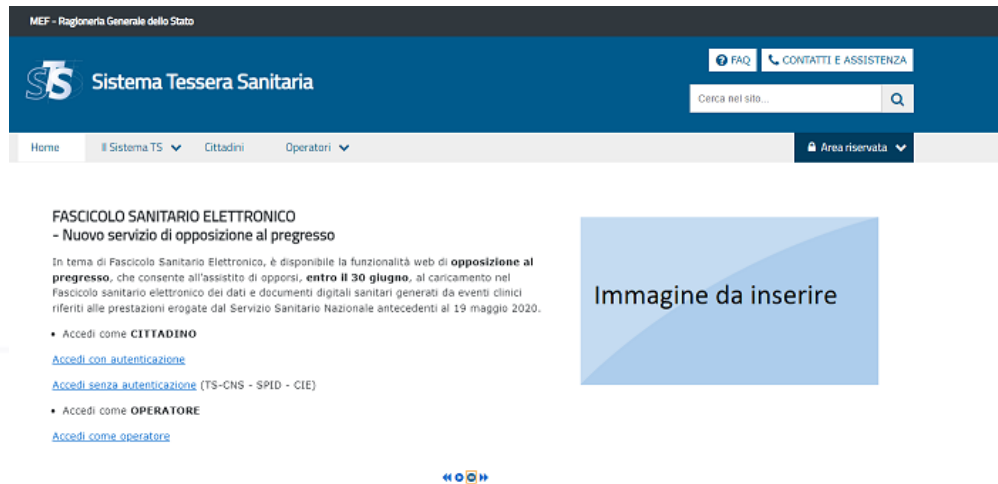 MEF - Ragioneria Generale dello Stato
FAQ
CONTATTI E ASSISTENZA
STS
Sistema Tessera Sanitaria
Cerca nel sito...
Home
Il Sistema TS
Cittadini
Operatori
Area riservata
FASCICOLO SANITARIO ELETTRONICO
- Nuovo servizio di opposizione al pregresso
In tema di Fascicolo Sanitario Elettronico, è disponibile la funzionalità web di opposizione al
pregresso, che consente all'assistito di opporsi, entro il 30 giugno, al caricamento nel
Fascicolo sanitario elettronico dei dati e documenti digitali sanitari generati da eventi clinici
riferiti alle prestazioni erogate dal Servizio Sanitario Nazionale antecedenti al 19 maggio 2020.
• Accedi come CITTADINO
Accedi con autenticazione
Accedi senza autenticazione (TS-CNS - SPID - CIE)
• Accedi come OPERATORE
Accedi come operatore
Immagine da inserire